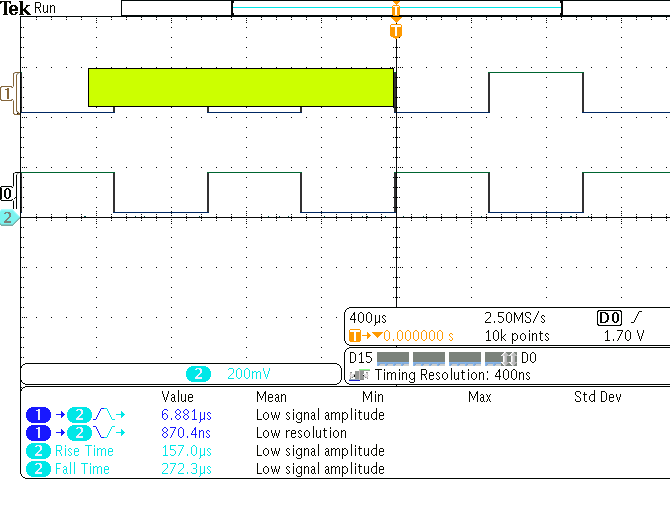 Tek Run
T
T
1
D0
2
400µs 2.50MS/s D0
T 0.000000 s 10k points 1.70 V
D15 D0
Timing Resolution: 400ns
2 200mV
Value Mean Min Max Std Dev
1 2 6.881µs Low signal amplitude
1 2 870.4ns Low resolution
2 Rise Time 157.0µs Low signal amplitude
2 Fall Time 272.3µs Low signal amplitude